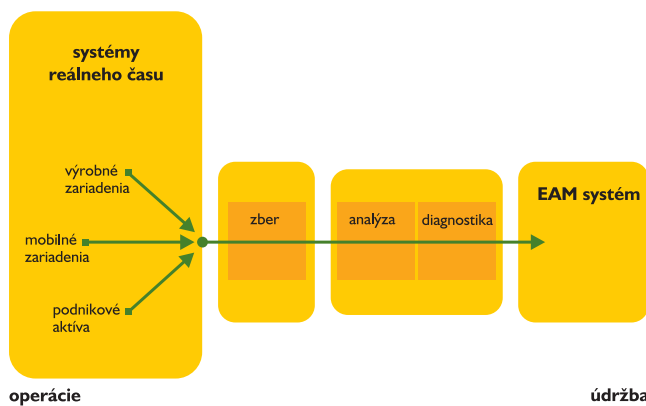 systémy
reálneho času
výrobné
zariadenia
mobilné
zariadenia
podnikové
aktíva
zber
analýza
diagnostika
EAM systém
operácie
údržba